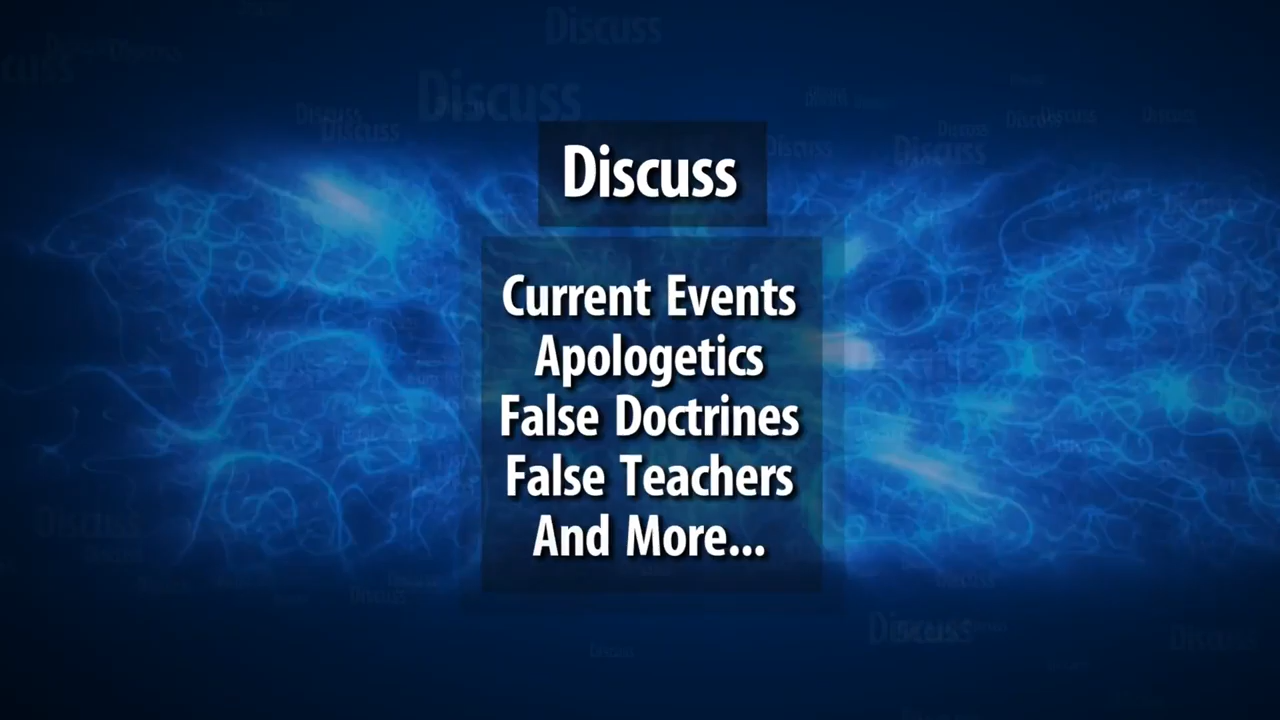 Discuss
Current Events
Apologetics
False Doctrines
False Teachers
And More...